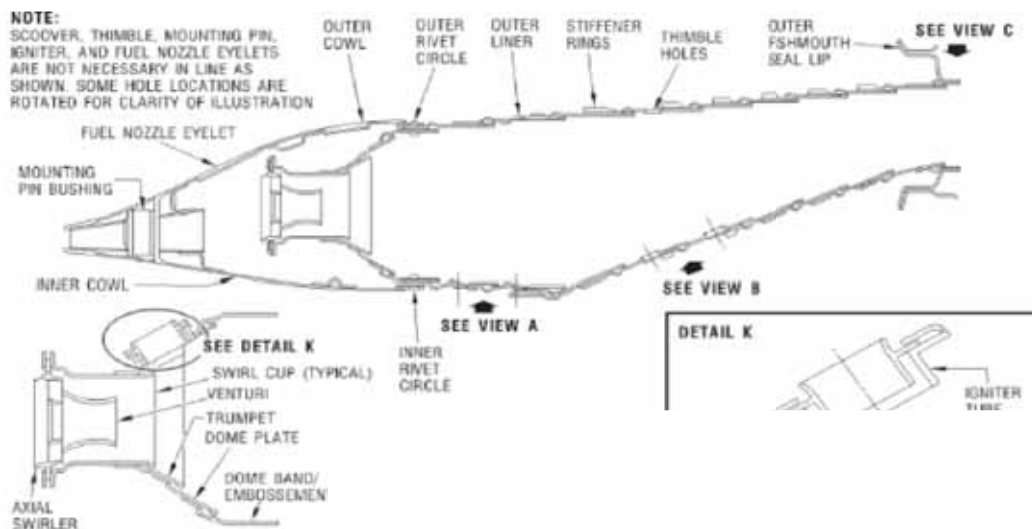 NOTE:
SCOOVER, THIMBLE, MOUNTING PIN,
IGNITER, AND FUEL NOZZLE EYELETS
ARE NOT NECESSARY IN LINE AS
SHOWN. SOME HOLE LOCATIONS ARE
ROTATED FOR CLARITY OF ILLUSTRATION
OUTER
COWL
OUTER
RIVET
CIRCLE
OUTER
LINER
STIFFENER
RINGS
THIMBLE
HOLES
OUTER
FSHMOUTH
SEAL LIP
SEE VIEW C
FUEL NOZZLE EYELET
MOUNTING
PIN BUSHING
INNER COWL
SEE VIEW A
SEE VIEW B
INNER
RIVET
CIRCLE
SEE DETAIL K
SWIRL CUP (TYPICAL)
VENTURI
TRUMPET
DOME PLATE
DOME BAND/
EMBOSSEMEN
AXIAL
SWIRLER
DETAIL K
IGNITER
TUBE